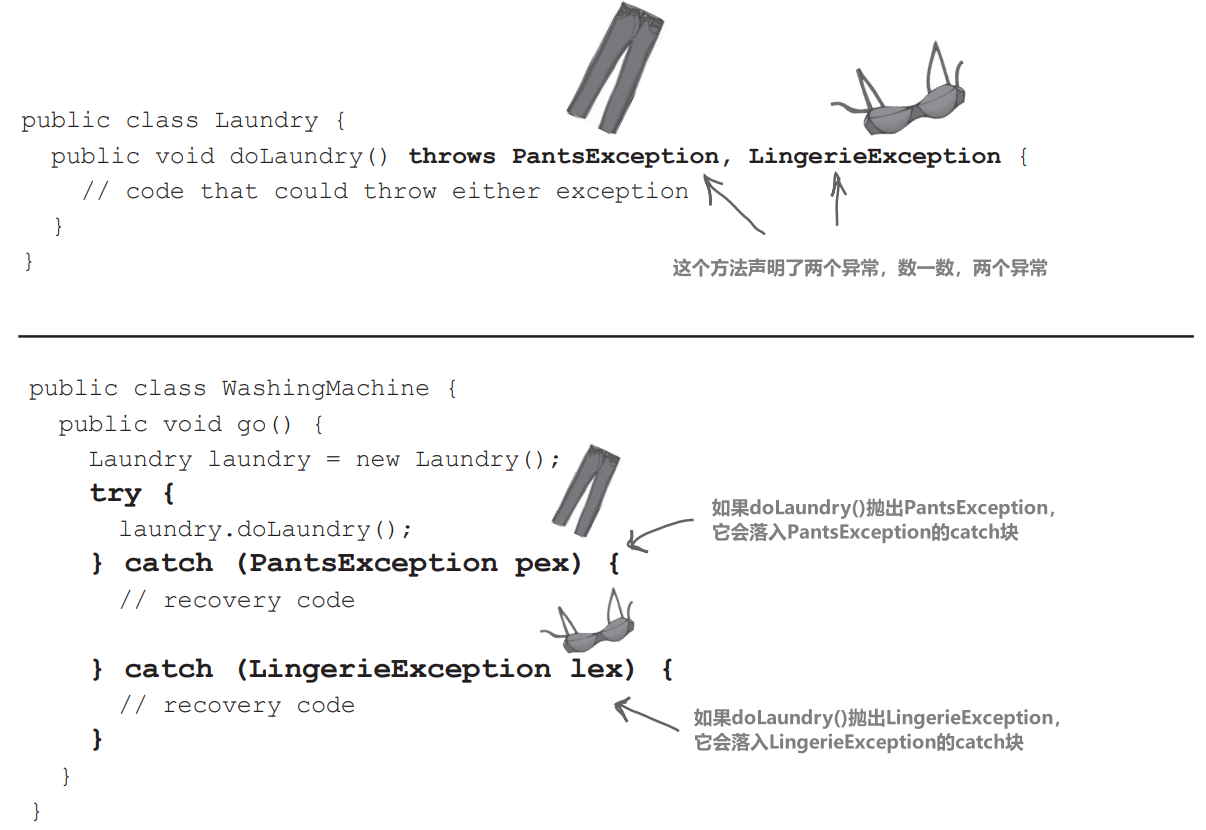 public class Laundry {
public void doLaundry() throws PantsException, LingerieException {
// code that could throw either exception
}
}
这个方法声明了两个异常，数一数，两个异常
public class WashingMachine {
public void go() {
Laundry laundry = new Laundry();
try {
laundry.doLaundry();
} catch (PantsException pex) {
如果doLaundry()抛出PantsException，
它会落入PantsException的catch块
// recovery code
} catch (LingerieException lex) {
// recovery code
如果doLaundry()抛出LingerieException，
它会落入LingerieException的catch块
}
}
}